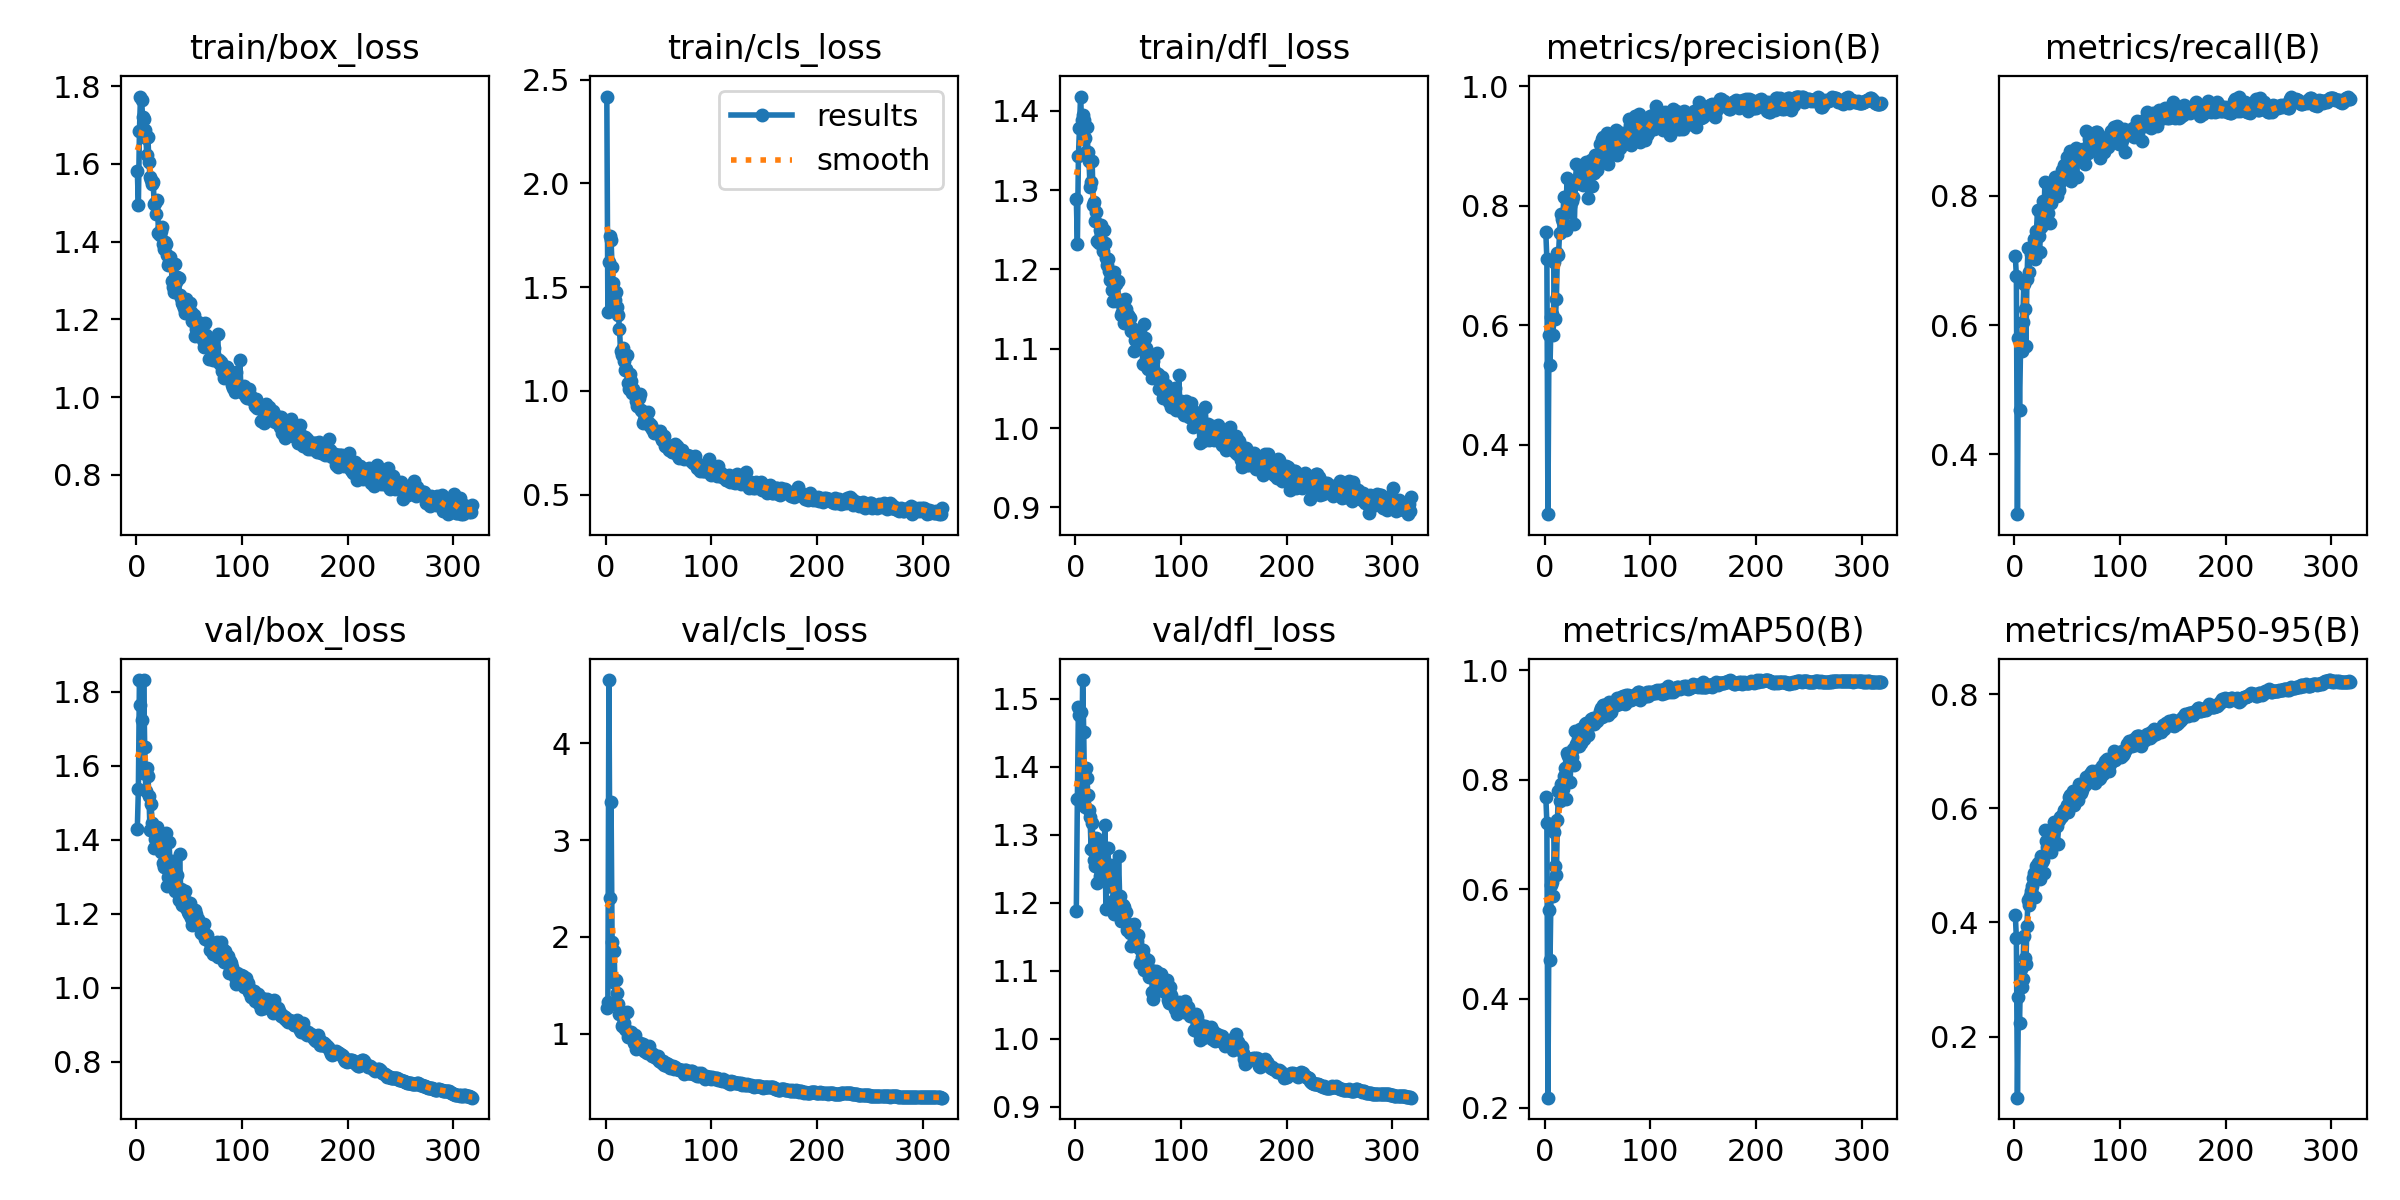 train/box_loss
train/cls_loss
train/dfl_loss
metrics/precision(B)
metrics/recall(B)
1.8
1.6
1.4
1.2
1.0
0.8
0 100 200 300
2.5
2.0
1.5
1.0
0.5
results
smooth
0 100 200 300
1.4
1.3
1.2
1.1
1.0
0.9
0 100 200 300
1.0
0.8
0.6
0.4
0 100 200 300
0.8
0.6
0.4
0 100 200 300
val/box_loss
val/cls_loss
val/dfl_loss
metrics/mAP50(B)
metrics/mAP50-95(B)
1.8
1.6
1.4
1.2
1.0
0.8
0 100 200 300
4
3
2
1
0 100 200 300
1.5
1.4
1.3
1.2
1.1
1.0
0.9
0 100 200 300
1.0
0.8
0.6
0.4
0.2
0 100 200 300
0.8
0.6
0.4
0.2
0 100 200 300